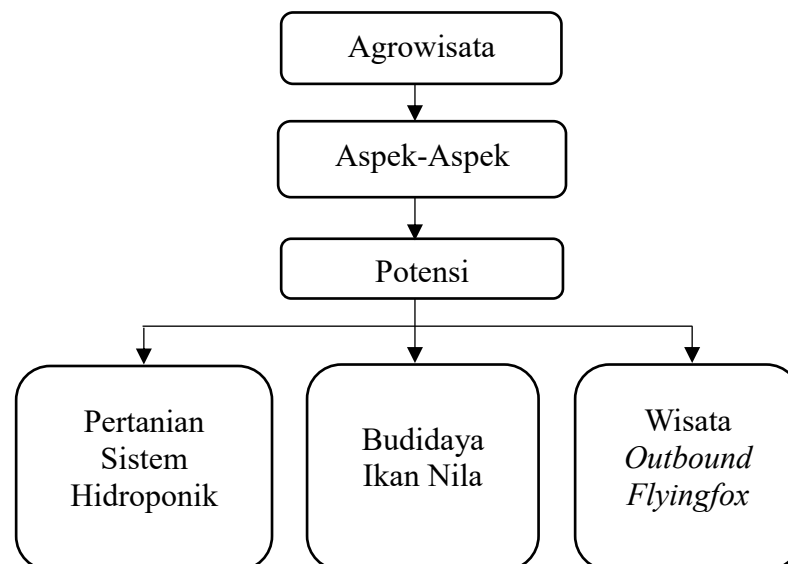 Agrowisata
Aspek-Aspek
Potensi
Pertanian
Sistem
Hidroponik
Budidaya
Ikan Nila
Wisata
Outbound
Flyingfox